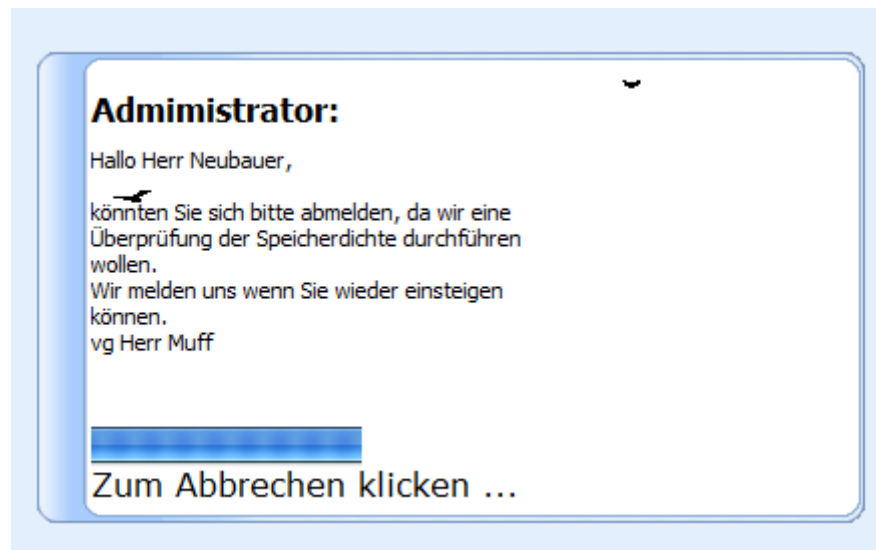 Admimistrator:
Hallo Herr Neubauer,
könnten Sie sich bitte abmelden, da wir eine
Überprüfung der Speicherdichte durchführen
wollen.
Wir melden uns wenn Sie wieder einsteigen
können.
vg Herr Muff
Zum Abbrechen klicken ...